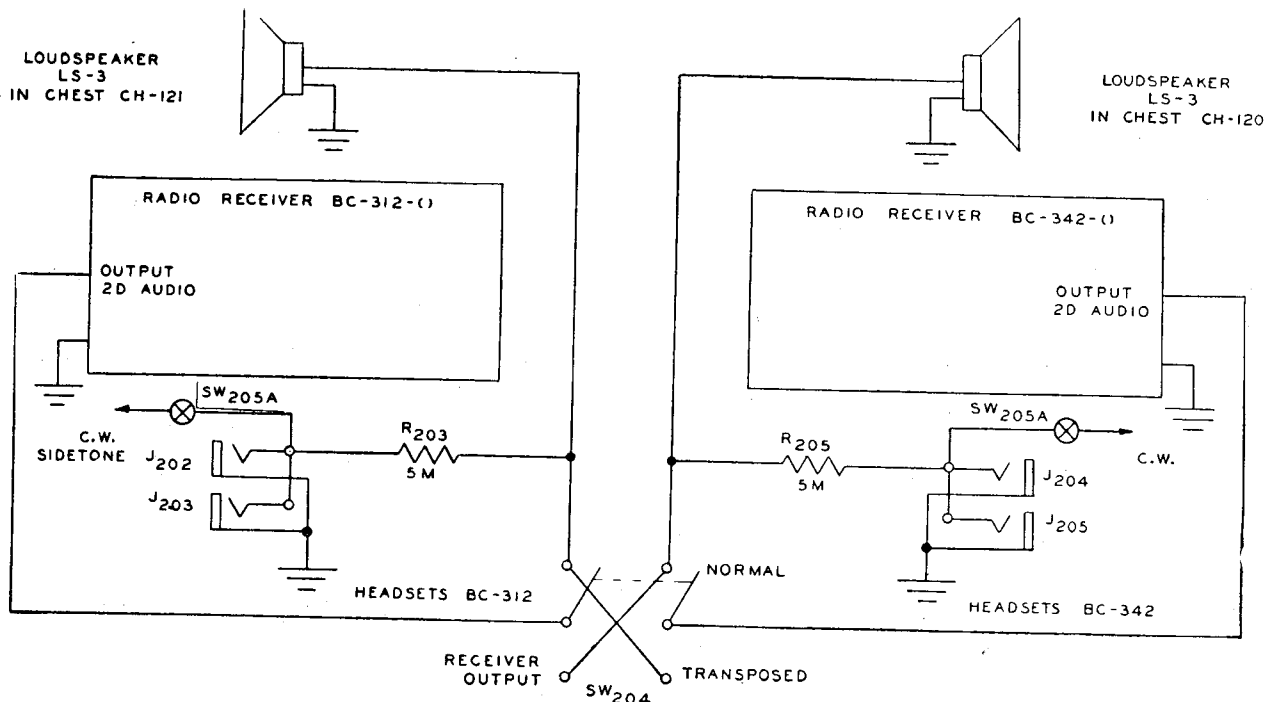 LOUDSPEAKER
LS-3
IN CHEST CH-121
LOUDSPEAKER
LS-3
IN CHEST CH-120
RADIO RECEIVER BC-312-()
OUTPUT
2D AUDIO
RADIO RECEIVER BC-342-()
OUTPUT
2D AUDIO
SW205A
C.W.
SIDETONE
J202
J203
R203
5M
R205
5M
SW205A
C.W.
J204
J205
NORMAL
HEADSETS BC-312
HEADSETS BC-342
RECEIVER
OUTPUT
SW204
TRANSPOSED